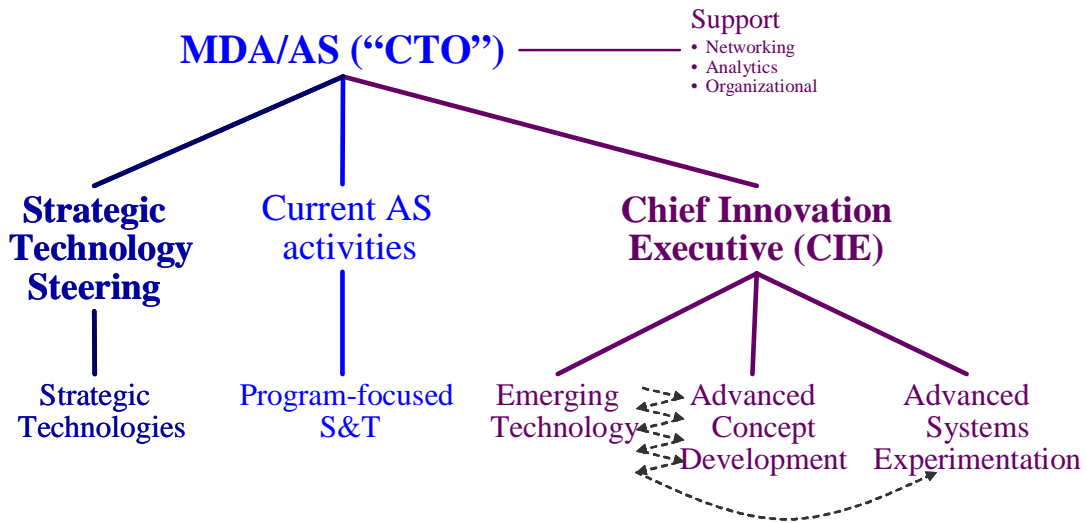 MDA/AS (“CTO”)
Support
• Networking
• Analytics
• Organizational
Strategic
Technology
Steering
Current AS
activities
Chief Innovation
Executive (CIE)
Strategic
Technologies
Program-focused
S&T
Emerging
Technology
Advanced
Concept
Development
Advanced
Systems
Experimentation